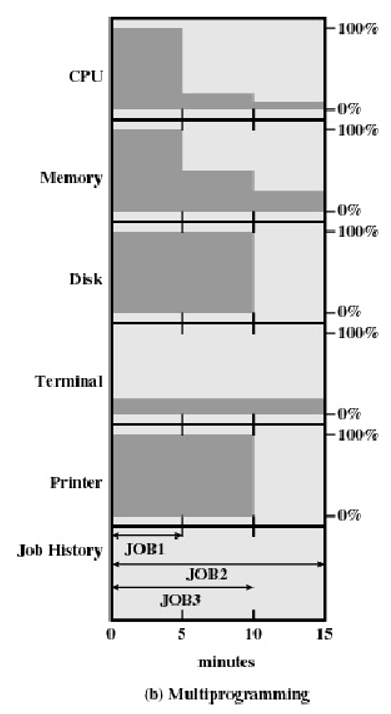 100%
CPU
0%
100%
Memory
0%
100%
Disk
0%
100%
Terminal
0%
100%
Printer
0%
Job History
JOB1
JOB2
JOB3
0 5 10 15
minutes
(b) Multiprogramming